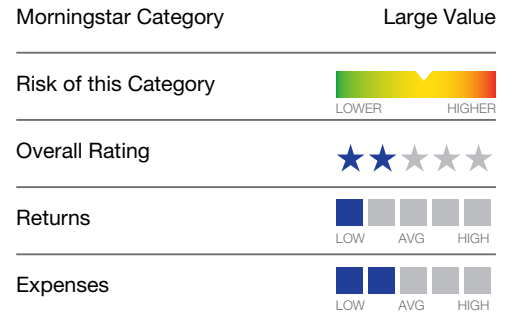 Morningstar Category Large Value
Risk of this Category
LOWER HIGHER
Overall Rating
Returns
LOW AVG HIGH
Expenses
LOW AVG HIGH